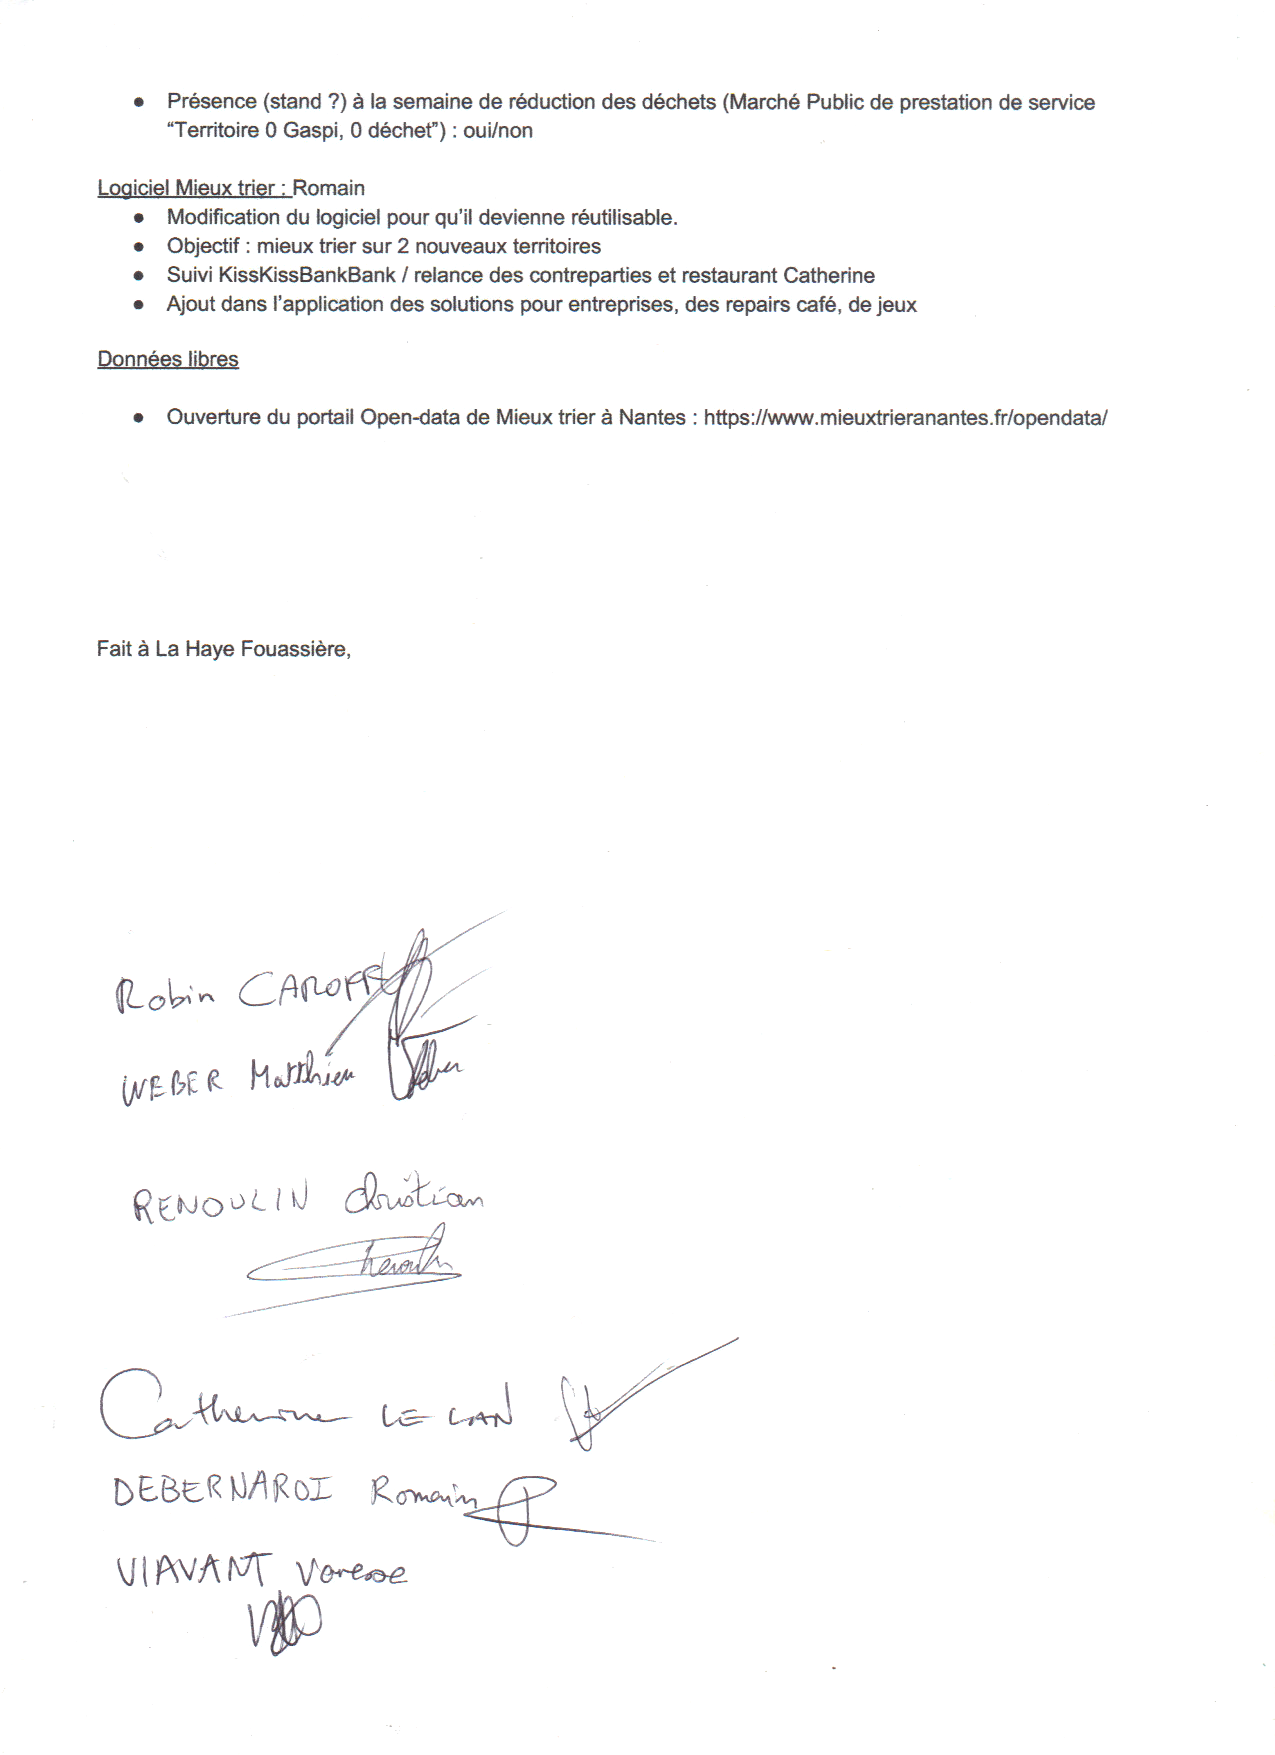 ● Présence (stand ?) à la semaine de réduction des déchets (Marché Public de prestation de service
“Territoire 0 Gaspi, 0 déchet”) : oui/non
Logiciel Mieux trier : Romain
● Modification du logiciel pour qu’il devienne réutilisable.
● Objectif : mieux trier sur 2 nouveaux territoires
● Suivi KissKissBankBank / relance des contreparties et restaurant Catherine
● Ajout dans l’application des solutions pour entreprises, des repairs café, de jeux
Données libres
● Ouverture du portail Open-data de Mieux trier à Nantes : https://www.mieuxtrieranantes.fr/opendata/
Fait à La Haye Fouassière,
Robin CAROFF
WEBER Matthieu
RENOULIN Christian
Catherine LE LAN
DEBERNARDI Romain
VIAVANT